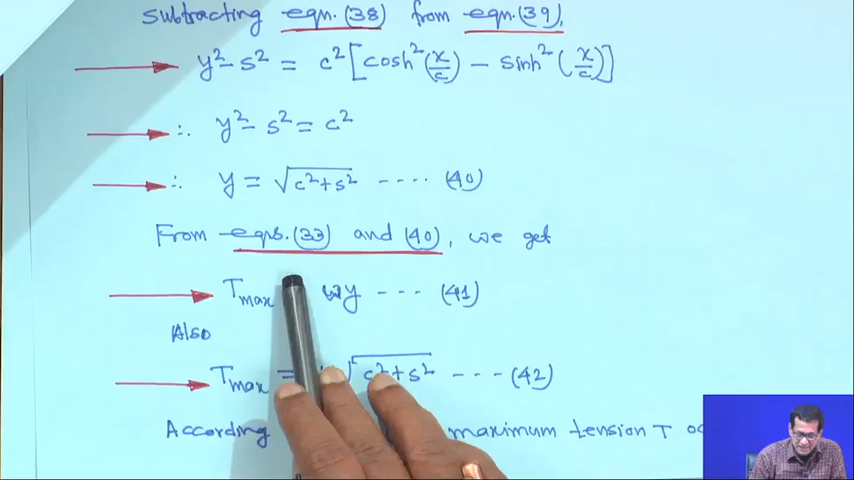 subtracting eqn. (38) from eqn. (39),
y² - s² = c² [cosh² (x/c) - sinh² (x/c)]
∴ y² - s² = c²
∴ y = √(c² + s²) ---- (40)
From eqns. (33) and (40), we get
Tmax wy --- (41)
Also
Tmax = √(c² + s²) --- (42)
According maximum tension T